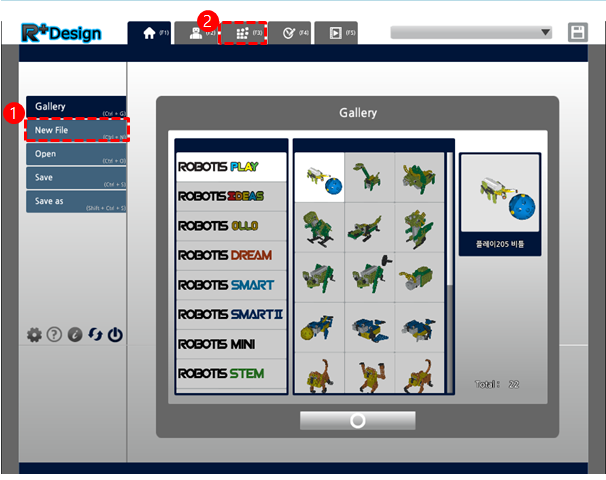 2
R+Design
(F1)
(F2)
(F3)
(F4)
(F5)
1
Gallery
(Ctrl + G)
New File
(Ctrl + N)
Open
(Ctrl + O)
Save
(Ctrl + S)
Save as
(Shift + Ctrl + S)
Gallery
ROBOTIS PLAY
ROBOTIS IDEAS
ROBOTIS OLLO
ROBOTIS DREAM
ROBOTIS SMART
ROBOTIS SMART II
ROBOTIS MINI
ROBOTIS STEM
플레이205 비틀
Total : 22